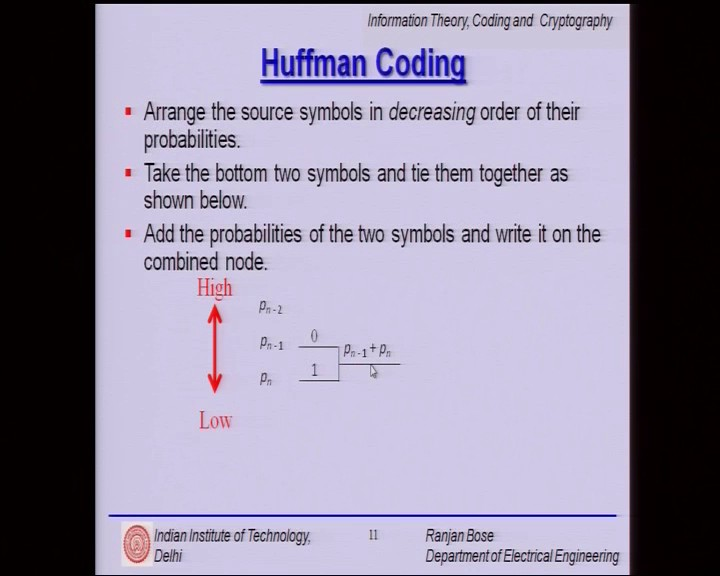 Information Theory, Coding and Cryptography
Huffman Coding
Arrange the source symbols in decreasing order of their
probabilities.
Take the bottom two symbols and tie them together as
shown below.
Add the probabilities of the two symbols and write it on the
combined node.
High
pn-2
pn-1 0
pn-1 + pn
pn 1
Low
Indian Institute of Technology,
Delhi
11
Ranjan Bose
Department of Electrical Engineering